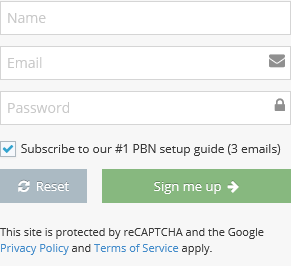 Name
Email
Password
Subscribe to our #1 PBN setup guide (3 emails)
Reset Sign me up
This site is protected by reCAPTCHA and the Google
Privacy Policy and Terms of Service apply.